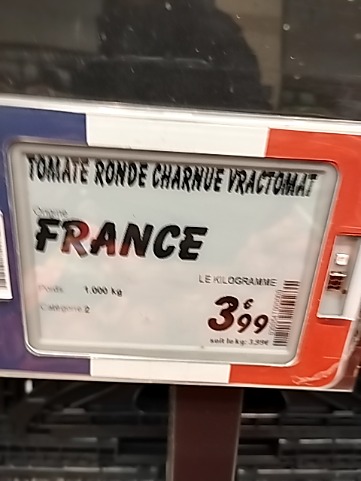 TOMATE RONDE CHARNUE VRACTOMAT
Origine
FRANCE
LE KILOGRAMME
Poids 1.000 kg
Catégorie 2
3€99
soit le kg: 3,99€